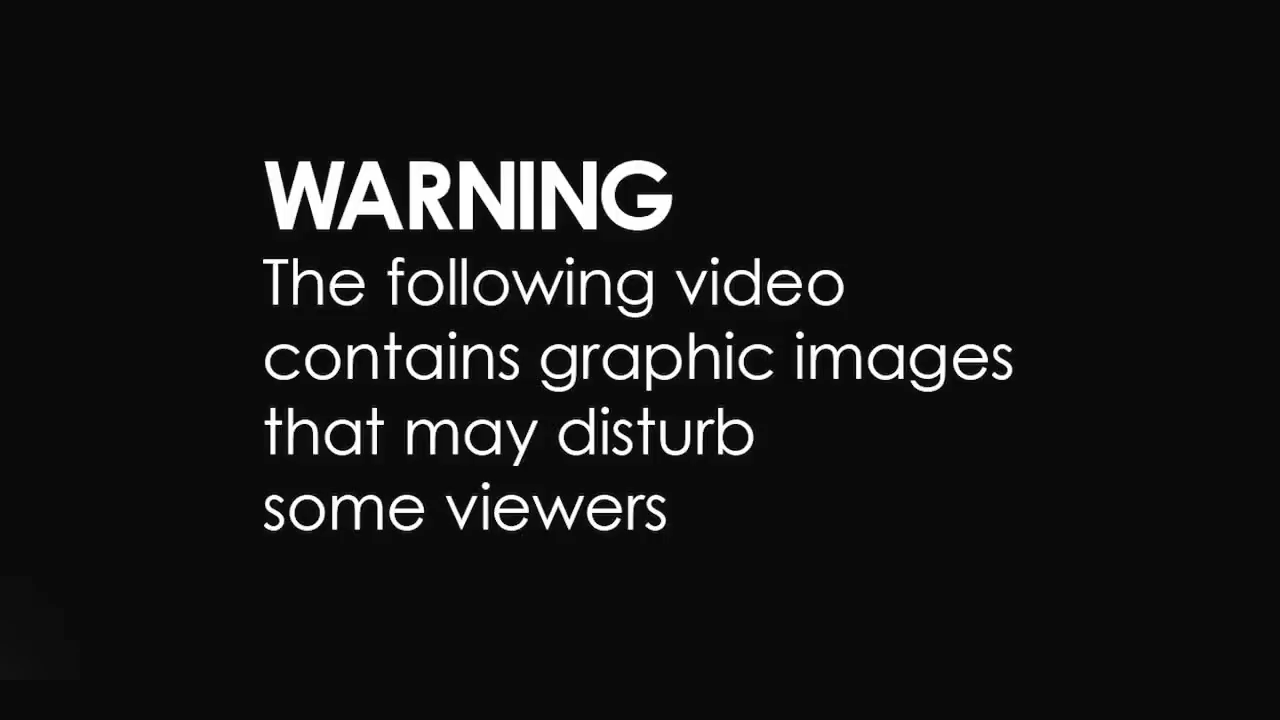 WARNING
The following video
contains graphic images
that may disturb
some viewers